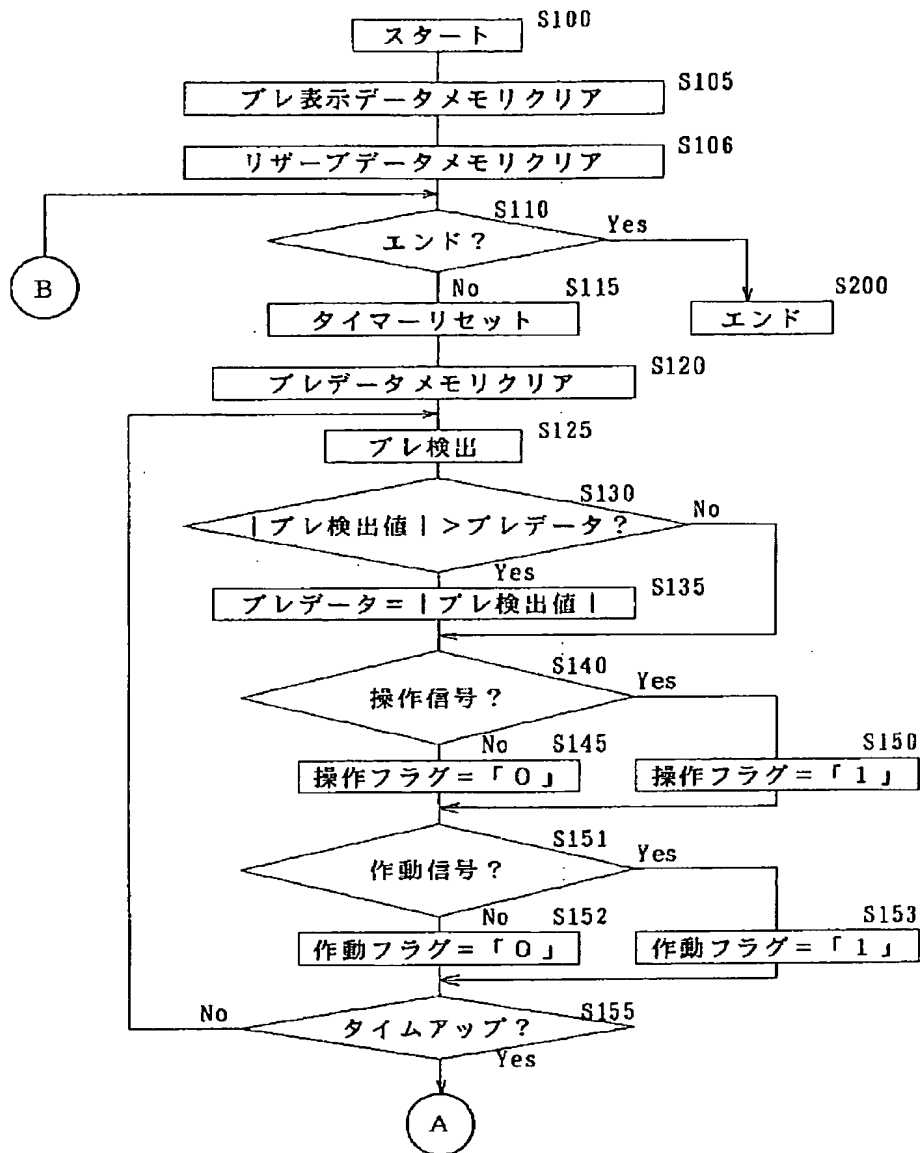 スタート S100
ブレ表示データメモリクリア S105
リザーブデータメモリクリア S106
S110
エンド？ Yes
B
No S115 S200
タイマーリセット エンド
ブレデータメモリクリア S120
ブレ検出 S125
S130
|ブレ検出値|＞ブレデータ？ No
Yes
ブレデータ＝|ブレ検出値| S135
S140
操作信号？ Yes
No S145 S150
操作フラグ＝「0」 操作フラグ＝「1」
S151
作動信号？ Yes
No S152 S153
作動フラグ＝「0」 作動フラグ＝「1」
No タイムアップ？ S155
Yes
A